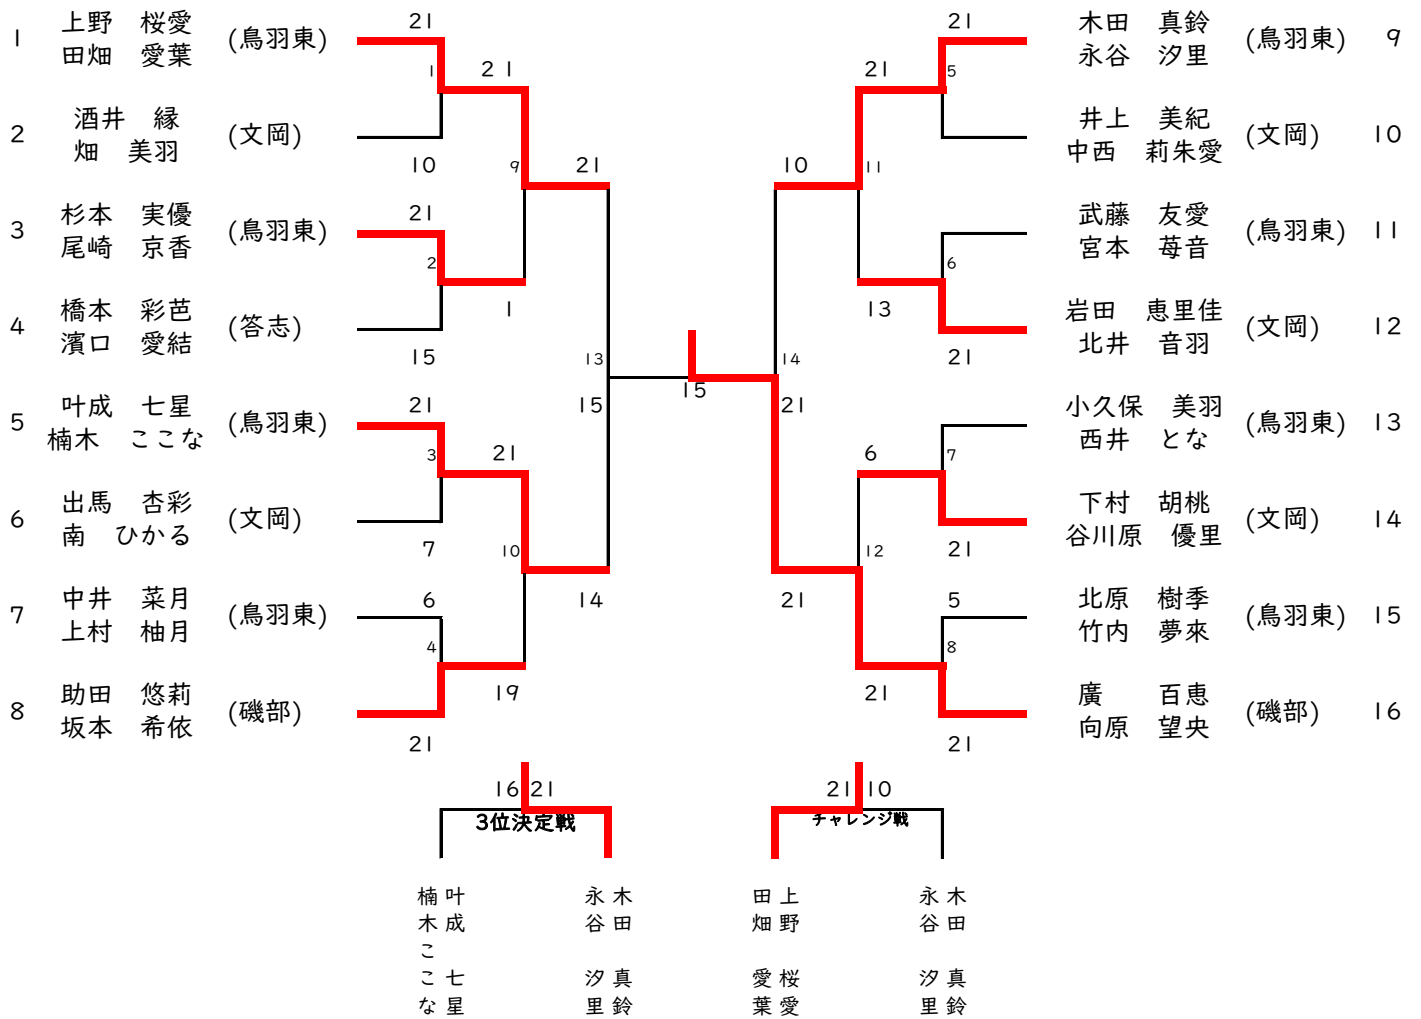 21
1 上野 桜愛 (鳥羽東)
田畑 愛葉
1
21
2 酒井 縁 (文岡)
畑 美羽
10
9
21
21
3 杉本 実優 (鳥羽東)
尾崎 京香
2
1
4 橋本 彩芭 (答志)
濱口 愛結
15
13
15
21
5 叶成 七星 (鳥羽東)
楠木 ここな
3
21
6 出馬 杏彩 (文岡)
南 ひかる
7
10
14
6
7 中井 菜月 (鳥羽東)
上村 柚月
4
19
8 助田 悠莉 (磯部)
坂本 希依
21
15
21
木田 真鈴 (鳥羽東) 9
永谷 汐里
5
21
井上 美紀 (文岡) 10
中西 莉朱愛
10
11
武藤 友愛 (鳥羽東) 11
宮本 苺音
6
13
岩田 恵里佳 (文岡) 12
北井 音羽
21
14
21
小久保 美羽 (鳥羽東) 13
西井 とな
7
6
下村 胡桃 (文岡) 14
谷川原 優里
21
12
21
5
北原 樹季 (鳥羽東) 15
竹内 夢來
8
21
廣 百恵 (磯部) 16
向原 望央
21
16 21
3位決定戦
叶成 七星
楠木ここな
木田 真鈴
永谷 汐里
21 10
チャレンジ戦
上野 桜愛
田畑 愛葉
木田 真鈴
永谷 汐里